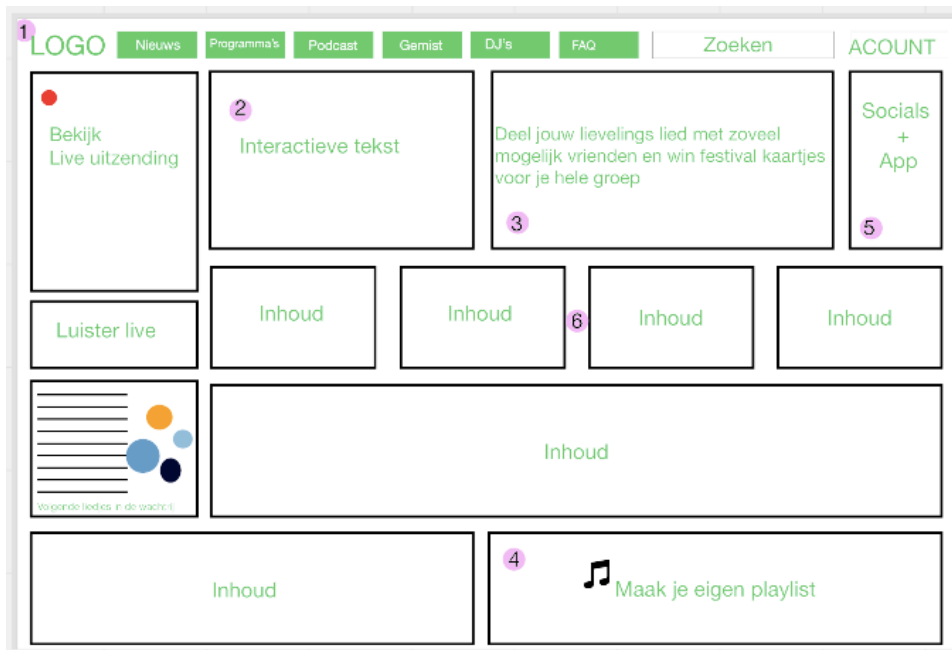 1
LOGO Nieuws Programma's Podcast Gemist DJ's FAQ Zoeken ACOUNT
Bekijk
Live uitzending
2
Interactieve tekst
Deel jouw lievelings lied met zoveel
mogelijk vrienden en win festival kaartjes
voor je hele groep
3
Socials
+
App
5
Luister live
Inhoud
Inhoud
6
Inhoud
Inhoud
Volgende liedjes in de
Inhoud
Inhoud
4
Maak je eigen playlist